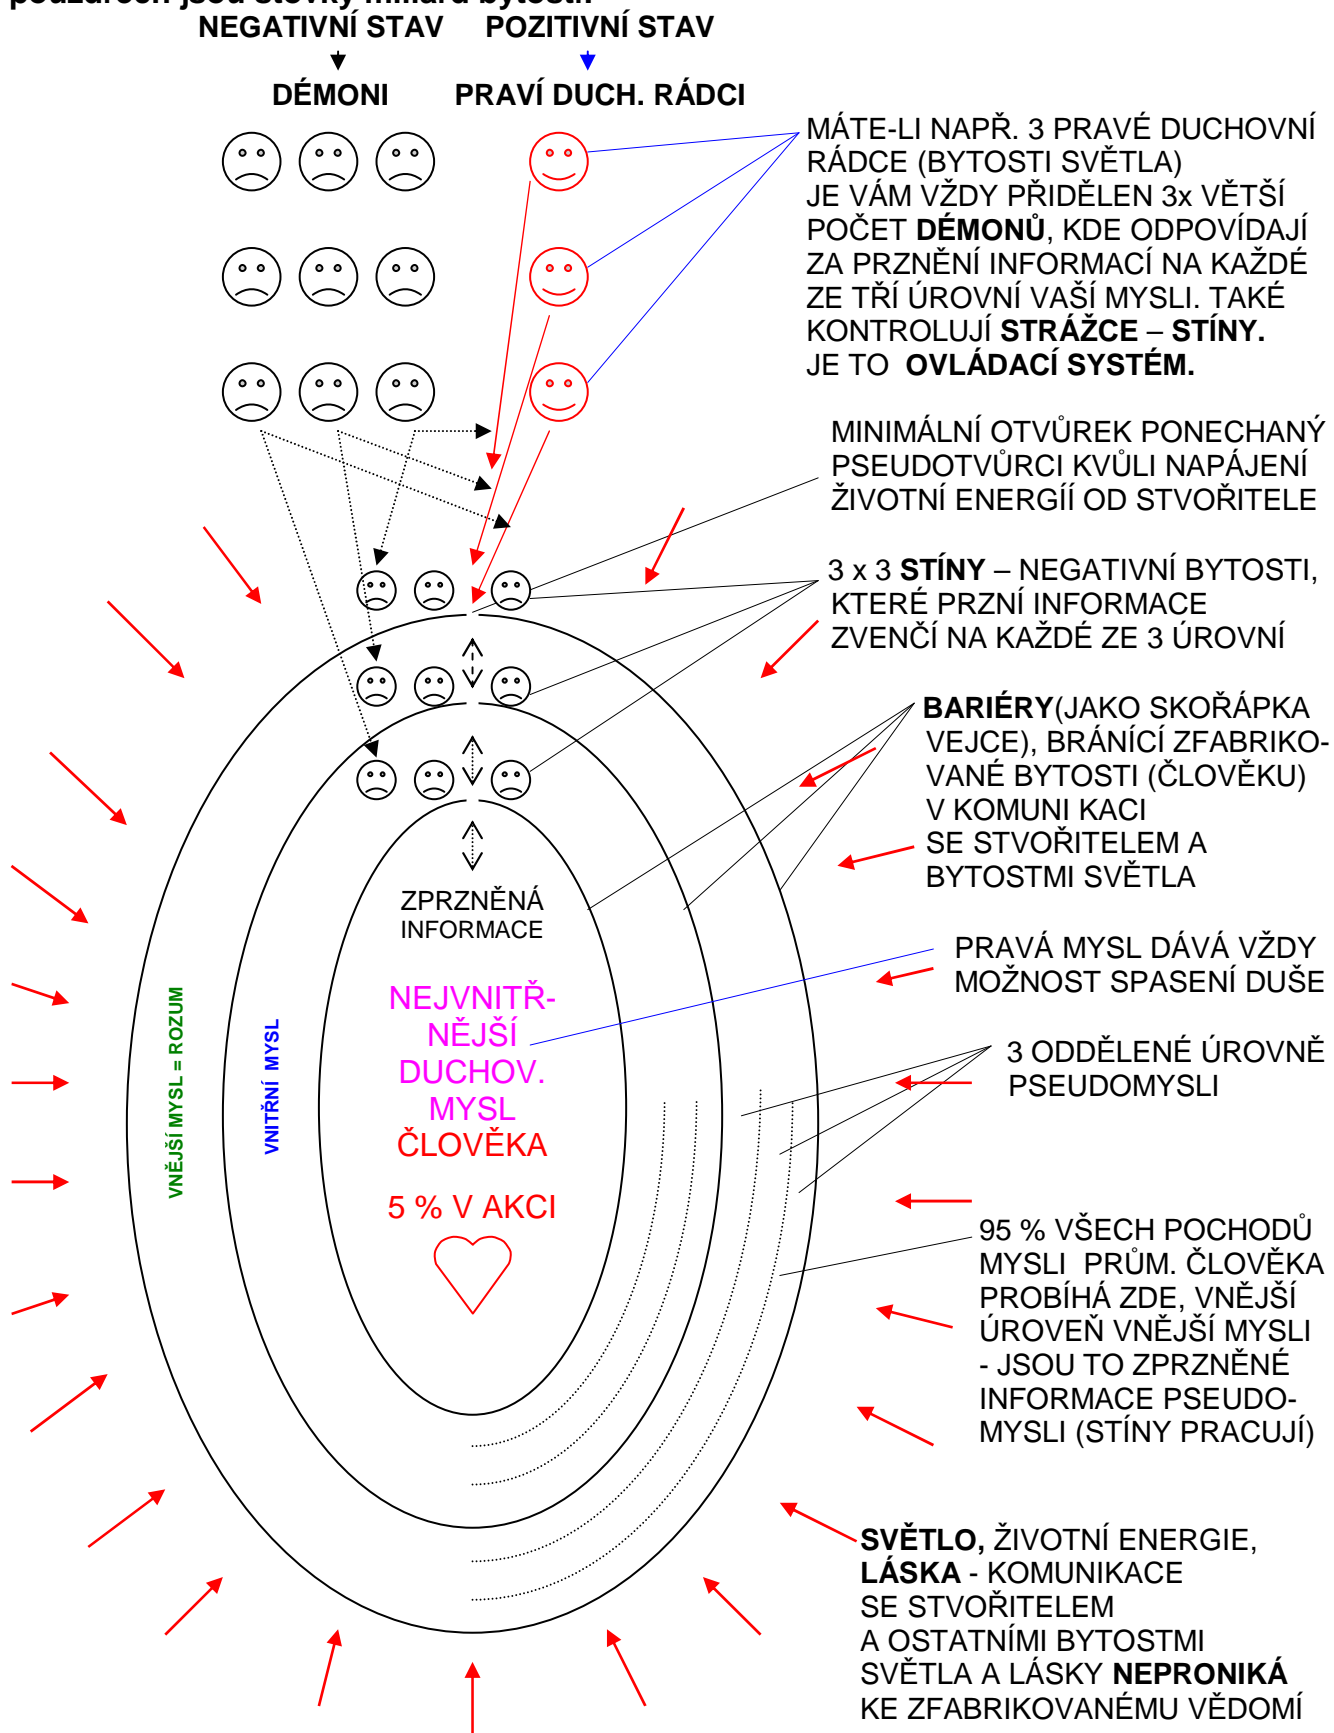 pouzdrech jsou stovky miliard bytostí.
NEGATIVNÍ STAV POZITIVNÍ STAV
DÉMONI PRAVÍ DUCH. RÁDCI
MÁTE-LI NAPŘ. 3 PRAVÉ DUCHOVNÍ
RÁDCE (BYTOSTI SVĚTLA)
JE VÁM VŽDY PŘIDĚLEN 3x VĚTŠÍ
POČET DÉMONŮ, KDE ODPOVÍDAJÍ
ZA PRZNĚNÍ INFORMACÍ NA KAŽDÉ
ZE TŘÍ ÚROVNÍ VAŠÍ MYSLI. TAKÉ
KONTROLUJÍ STRÁŽCE – STÍNY.
JE TO OVLÁDACÍ SYSTÉM.
MINIMÁLNÍ OTVŮREK PONECHANÝ
PSEUDOTVŮRCI KVŮLI NAPÁJENÍ
ŽIVOTNÍ ENERGÍÍ OD STVOŘITELE
3 x 3 STÍNY – NEGATIVNÍ BYTOSTI,
KTERÉ PRZNÍ INFORMACE
ZVENČÍ NA KAŽDÉ ZE 3 ÚROVNÍ
BARIÉRY(JAKO SKOŘÁPKA
VEJCE), BRÁNÍCÍ ZFABRIKO-
VANÉ BYTOSTI (ČLOVĚKU)
V KOMUNI KACI
SE STVOŘITELEM A
BYTOSTMI SVĚTLA
ZPRZNĚNÁ
INFORMACE
PRAVÁ MYSL DÁVÁ VŽDY
MOŽNOST SPASENÍ DUŠE
VNĚJŠÍ MYSL = ROZUM
VNITŘNÍ MYSL
NEJVNITŘ-
NĚJŠÍ
DUCHOV.
MYSL
ČLOVĚKA
5 % V AKCI
3 ODDĚLENÉ ÚROVNĚ
PSEUDOMYSLI
95 % VŠECH POCHODŮ
MYSLI PRŮM. ČLOVĚKA
PROBÍHÁ ZDE, VNĚJŠÍ
ÚROVEŇ VNĚJŠÍ MYSLI
- JSOU TO ZPRZNĚNÉ
INFORMACE PSEUDO-
MYSLI (STÍNY PRACUJÍ)
SVĚTLO, ŽIVOTNÍ ENERGIE,
LÁSKA - KOMUNIKACE
SE STVOŘITELEM
A OSTATNÍMI BYTOSTMI
SVĚTLA A LÁSKY NEPRONIKÁ
KE ZFABRIKOVANÉMU VĚDOMÍ